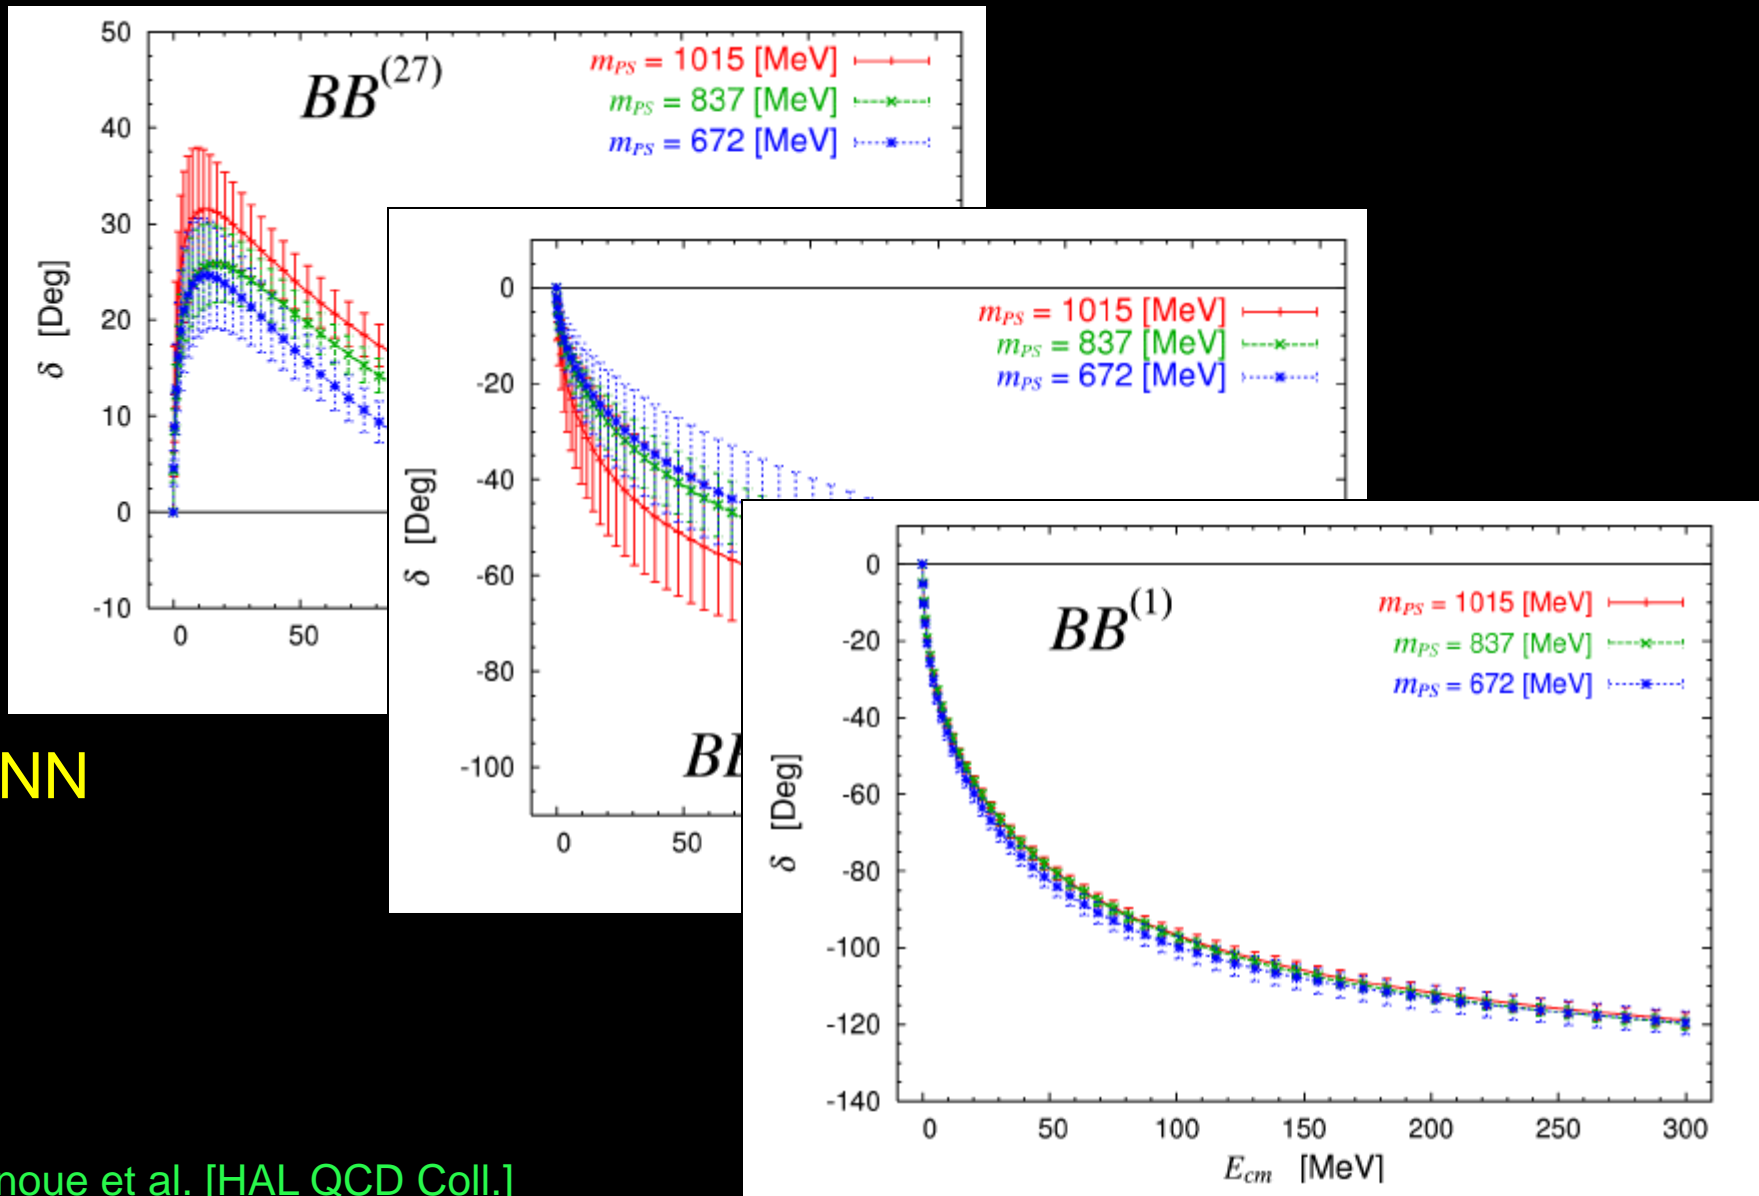 50
40
30
20
10
0
-10
δ [Deg]
BB(27)
mPS = 1015 [MeV]
mPS = 837 [MeV]
mPS = 672 [MeV]
0 50
0
-20
-40
-60
-80
-100
δ [Deg]
mPS = 1015 [MeV]
mPS = 837 [MeV]
mPS = 672 [MeV]
0 50
0
-20
-40
-60
-80
-100
-120
-140
δ [Deg]
BB(1)
mPS = 1015 [MeV]
mPS = 837 [MeV]
mPS = 672 [MeV]
0 50 100 150 200 250 300
Ecm [MeV]
NN
noue et al. [HAL QCD Coll.]